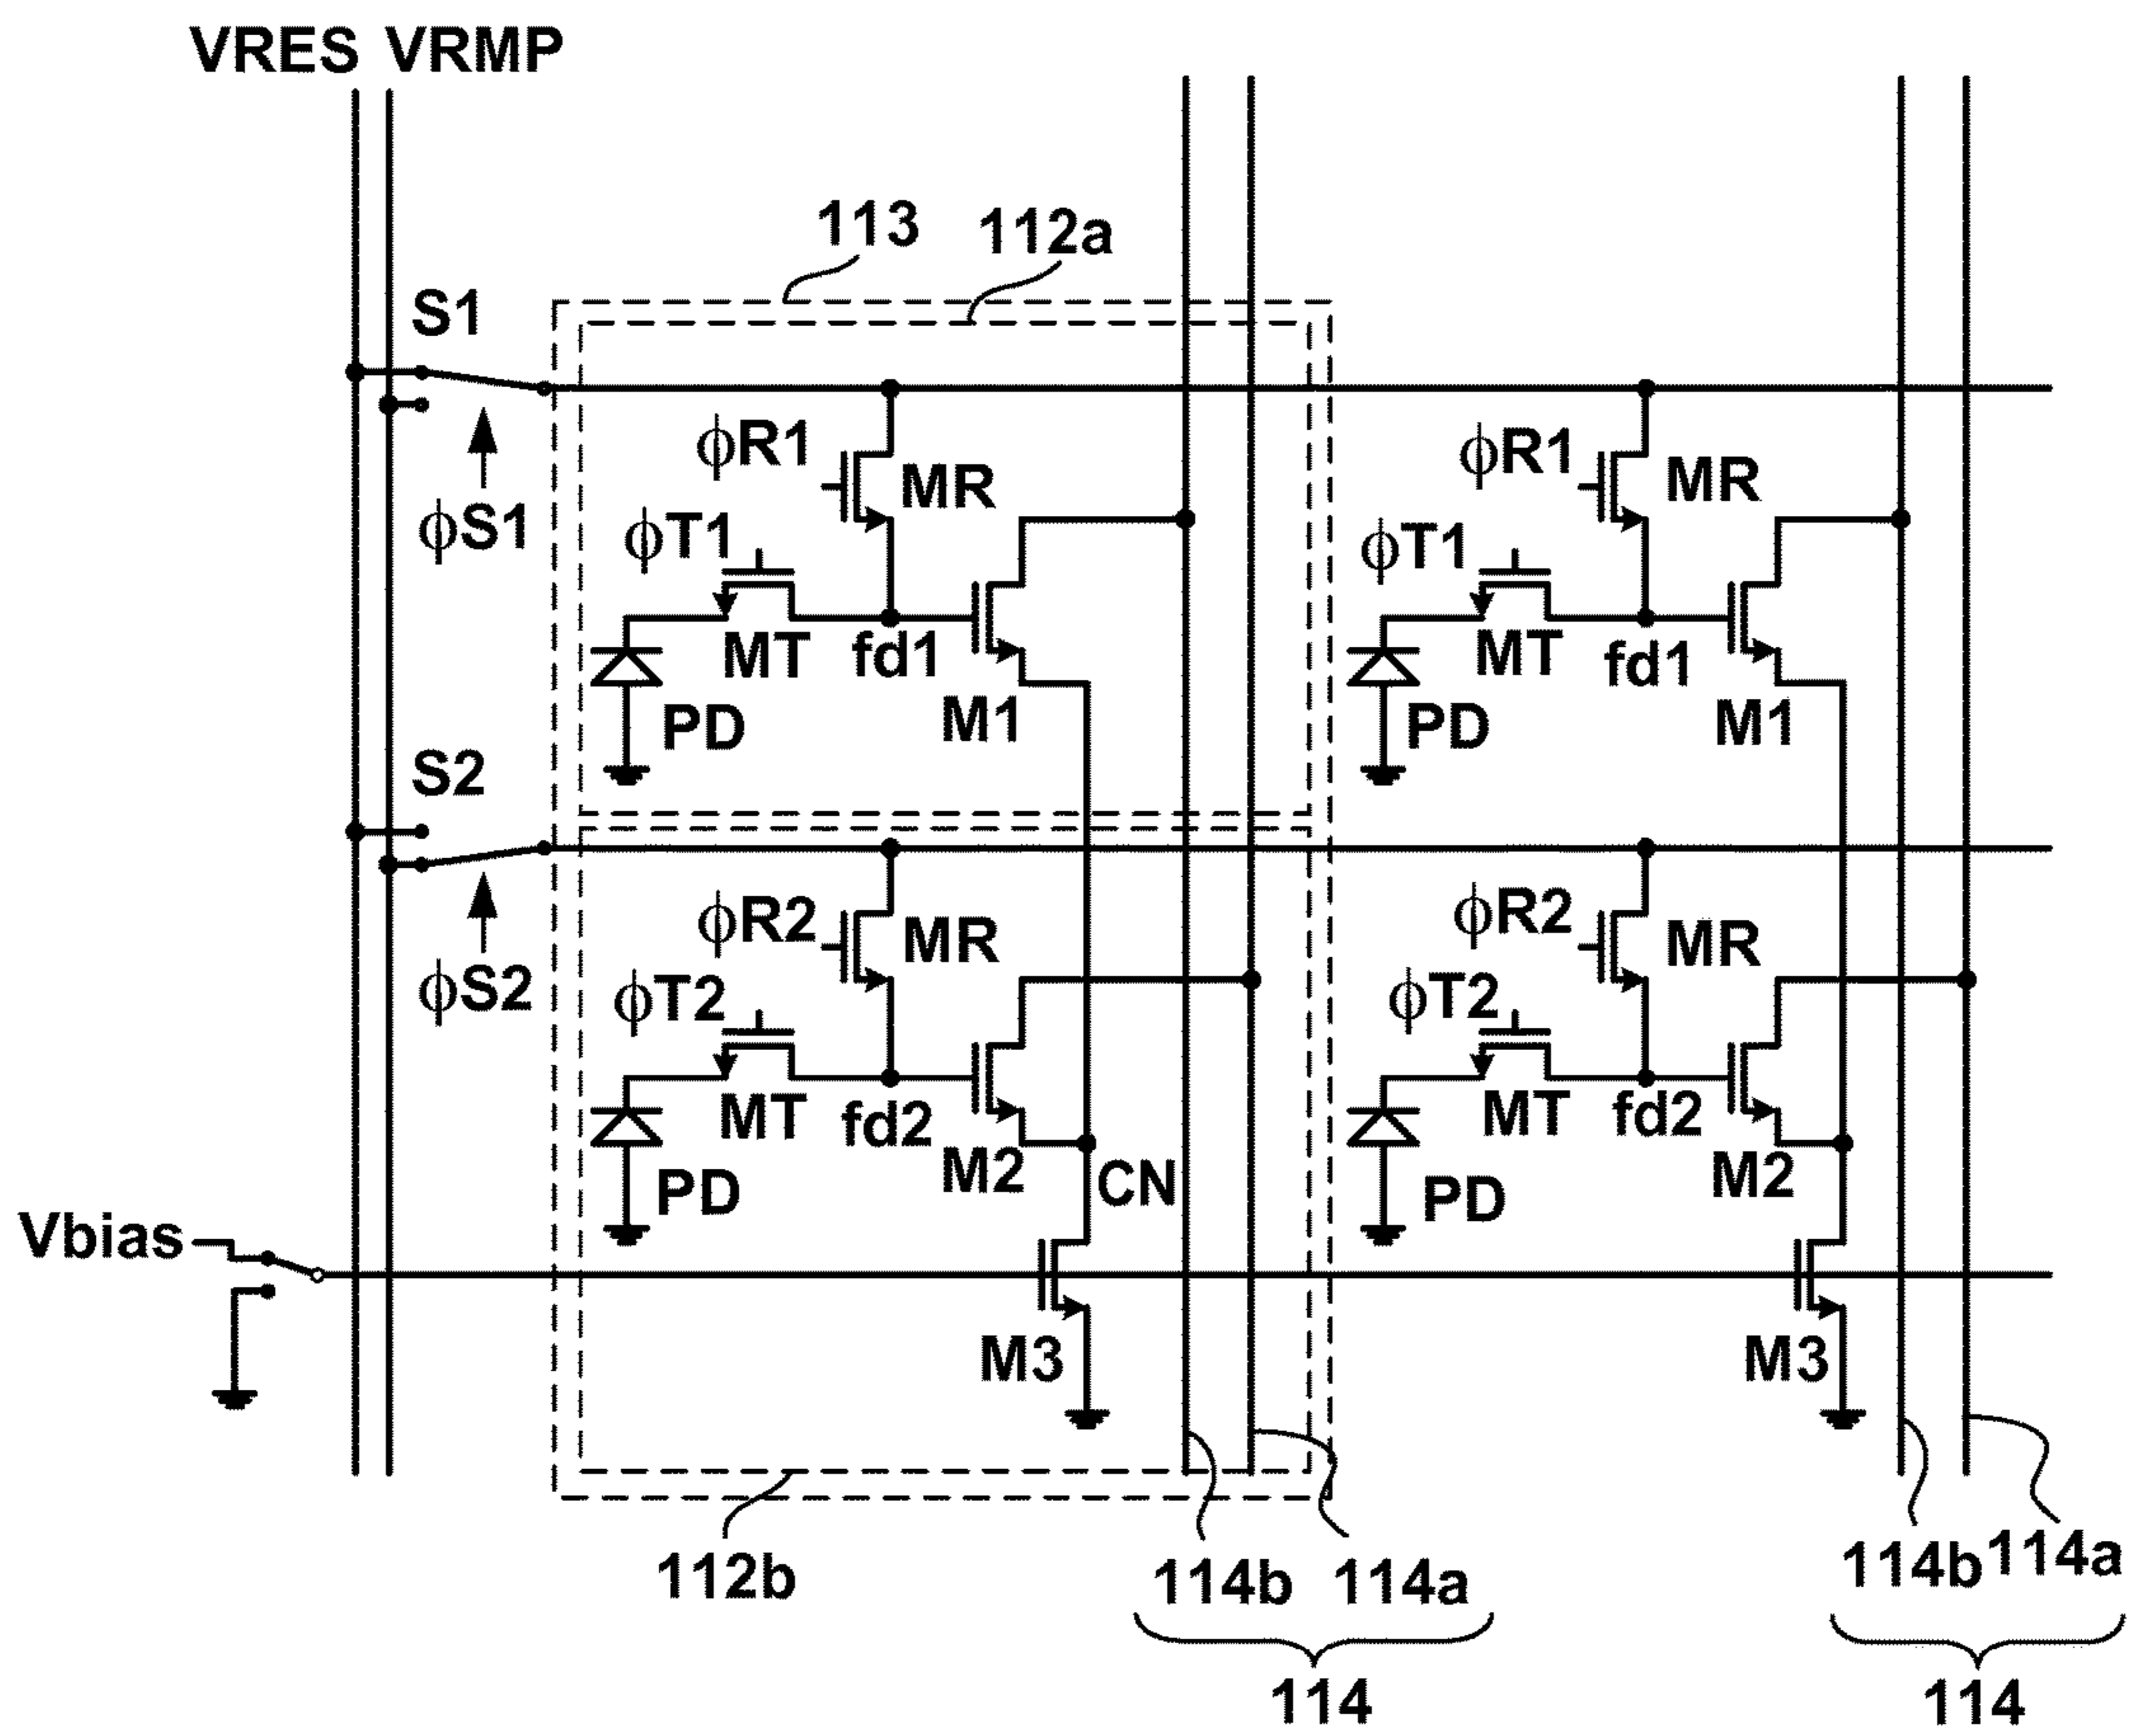 VRES VRMP
113
112a
S1
ϕR1 MR
ϕR1 MR
ϕS1
ϕT1
ϕT1
MT fd1
MT fd1
PD M1
PD M1
S2
ϕR2 MR
ϕR2 MR
ϕS2
ϕT2
ϕT2
MT fd2
MT fd2
PD M2 CN
PD M2
Vbias
M3
M3
112b
114b 114a
114b 114a
114
114